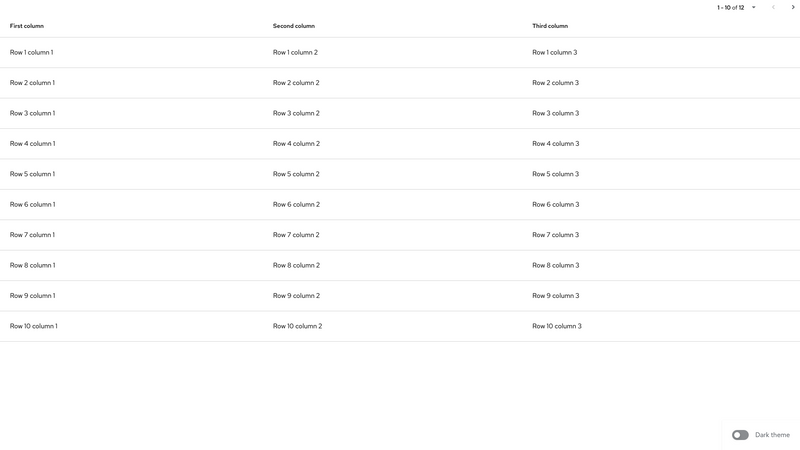 1 - 10 of 12
First column Second column Third column
Row 1 column 1 Row 1 column 2 Row 1 column 3
Row 2 column 1 Row 2 column 2 Row 2 column 3
Row 3 column 1 Row 3 column 2 Row 3 column 3
Row 4 column 1 Row 4 column 2 Row 4 column 3
Row 5 column 1 Row 5 column 2 Row 5 column 3
Row 6 column 1 Row 6 column 2 Row 6 column 3
Row 7 column 1 Row 7 column 2 Row 7 column 3
Row 8 column 1 Row 8 column 2 Row 8 column 3
Row 9 column 1 Row 9 column 2 Row 9 column 3
Row 10 column 1 Row 10 column 2 Row 10 column 3
Dark theme